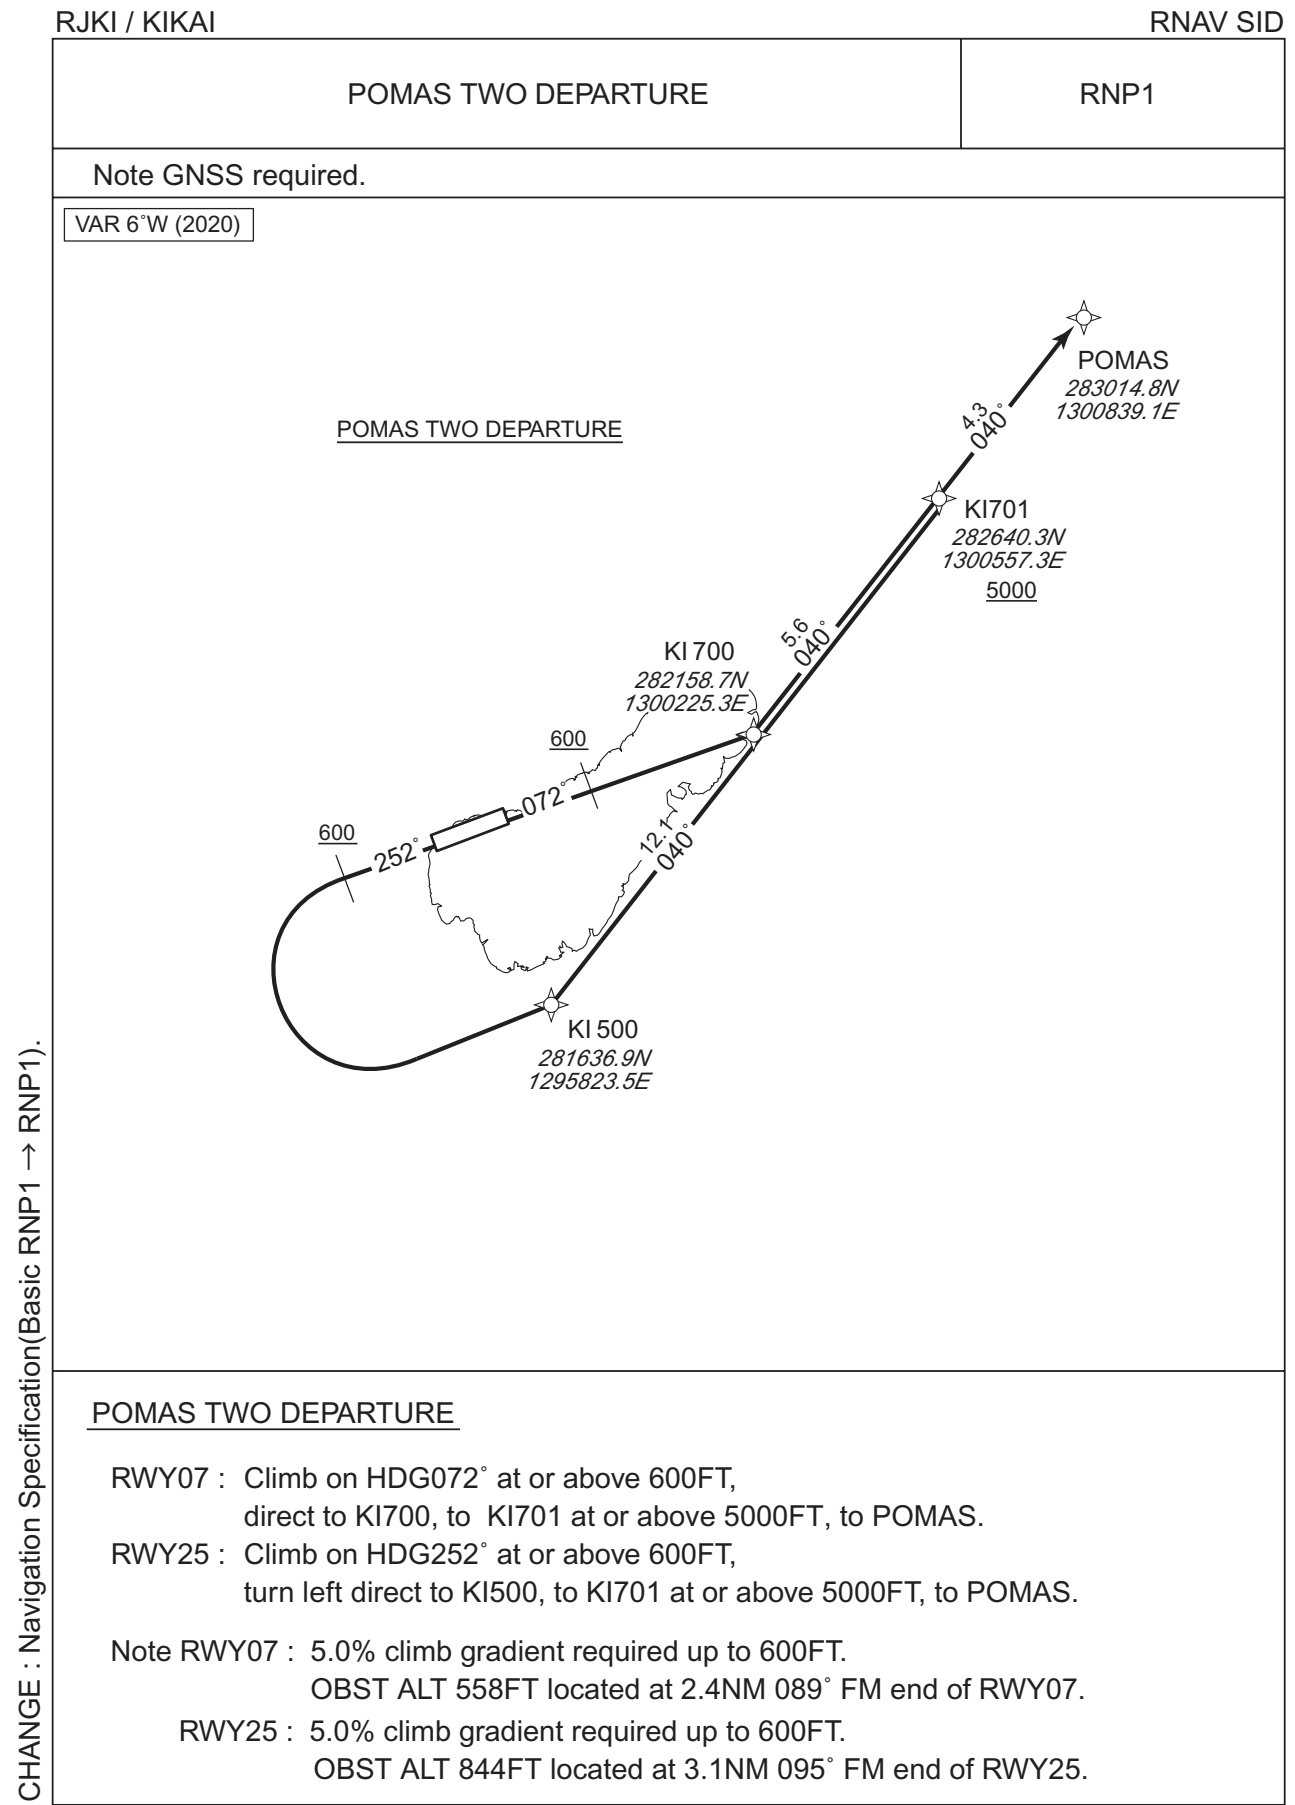 RJKI / KIKAI
RNAV SID
POMAS TWO DEPARTURE
RNP1
Note GNSS required.
VAR 6˚W (2020)
POMAS
283014.8N
1300839.1E
4.3
040˚
POMAS TWO DEPARTURE
KI701
282640.3N
1300557.3E
5000
5.6
040˚
KI 700
282158.7N
1300225.3E
600
072˚
600
252˚
12.1
040˚
KI 500
281636.9N
1295823.5E
POMAS TWO DEPARTURE
RWY07 : Climb on HDG072˚ at or above 600FT,
direct to KI700, to KI701 at or above 5000FT, to POMAS.
RWY25 : Climb on HDG252˚ at or above 600FT,
turn left direct to KI500, to KI701 at or above 5000FT, to POMAS.
Note RWY07 : 5.0% climb gradient required up to 600FT.
OBST ALT 558FT located at 2.4NM 089˚ FM end of RWY07.
RWY25 : 5.0% climb gradient required up to 600FT.
OBST ALT 844FT located at 3.1NM 095˚ FM end of RWY25.
CHANGE : Navigation Specification(Basic RNP1 → RNP1).